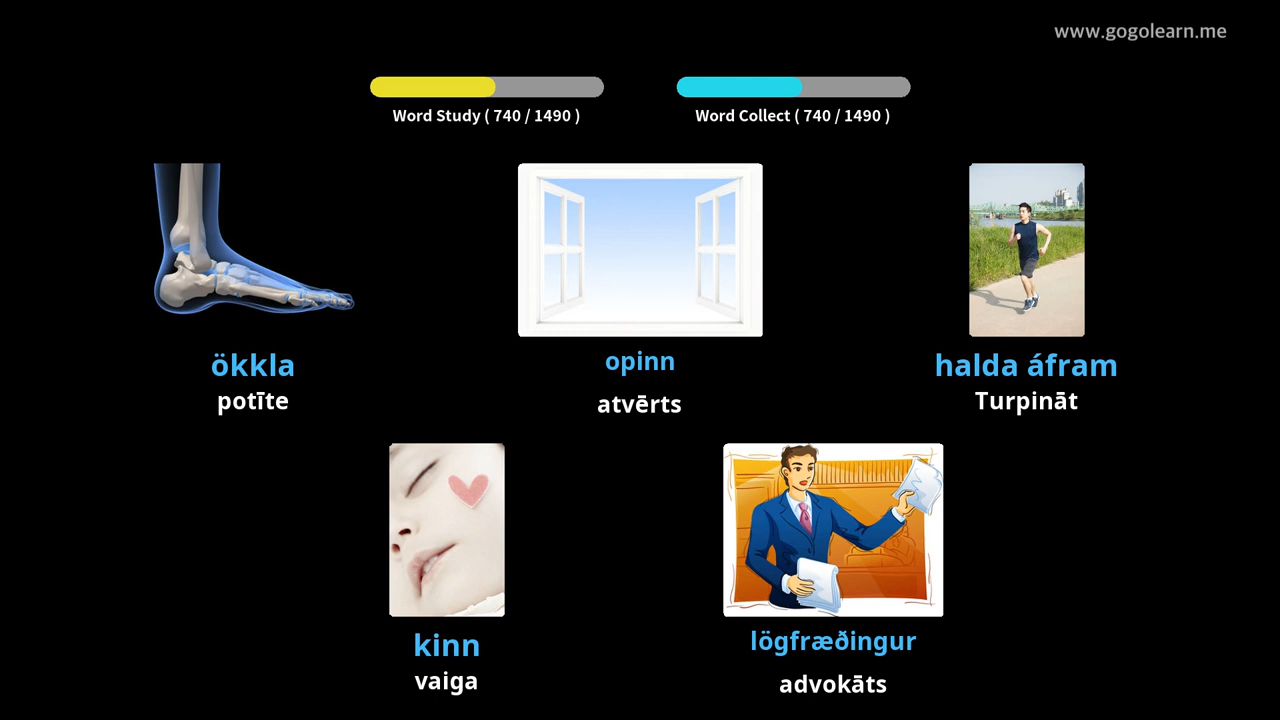 www.gogolearn.me
Word Study ( 740 / 1490 )
Word Collect ( 740 / 1490 )
ökkla
potīte
opinn
atvērts
halda áfram
Turpināt
kinn
vaiga
lögfræðingur
advokāts